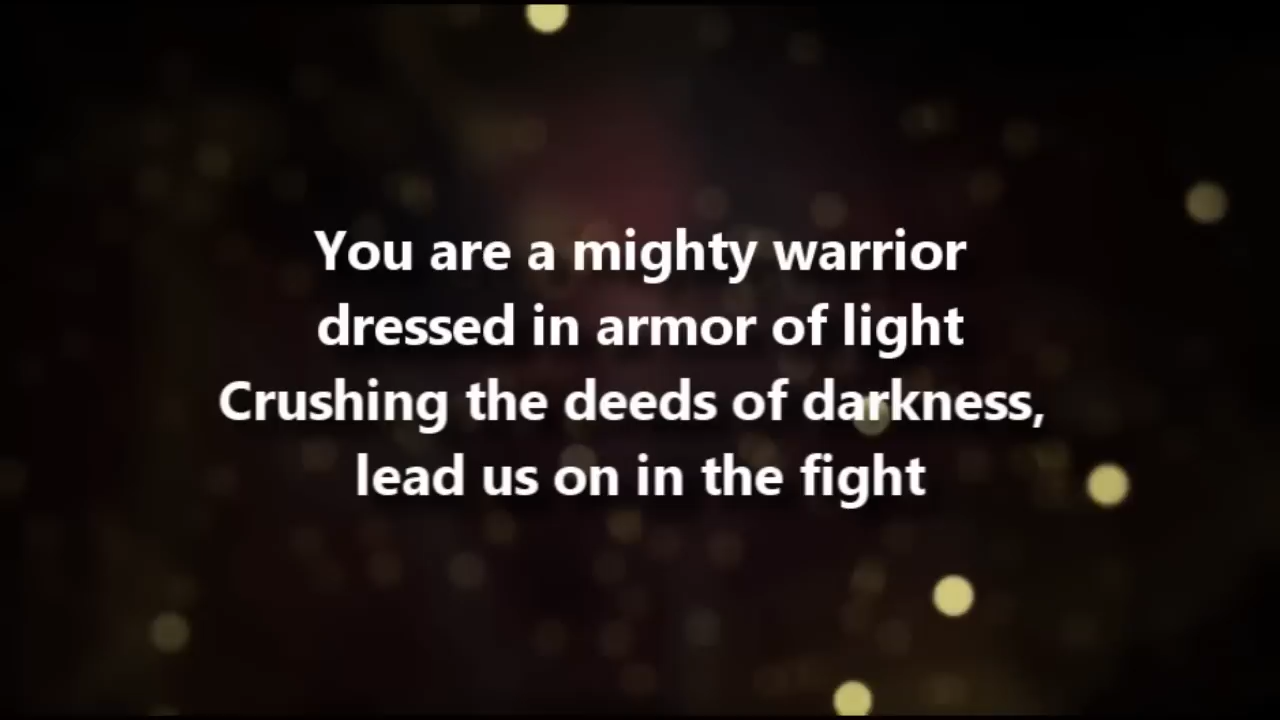 You are a mighty warrior
dressed in armor of light
Crushing the deeds of darkness,
lead us on in the fight